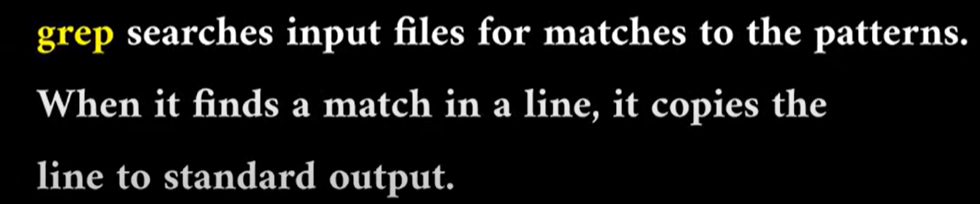 grep searches input files for matches to the patterns.
When it finds a match in a line, it copies the
line to standard output.